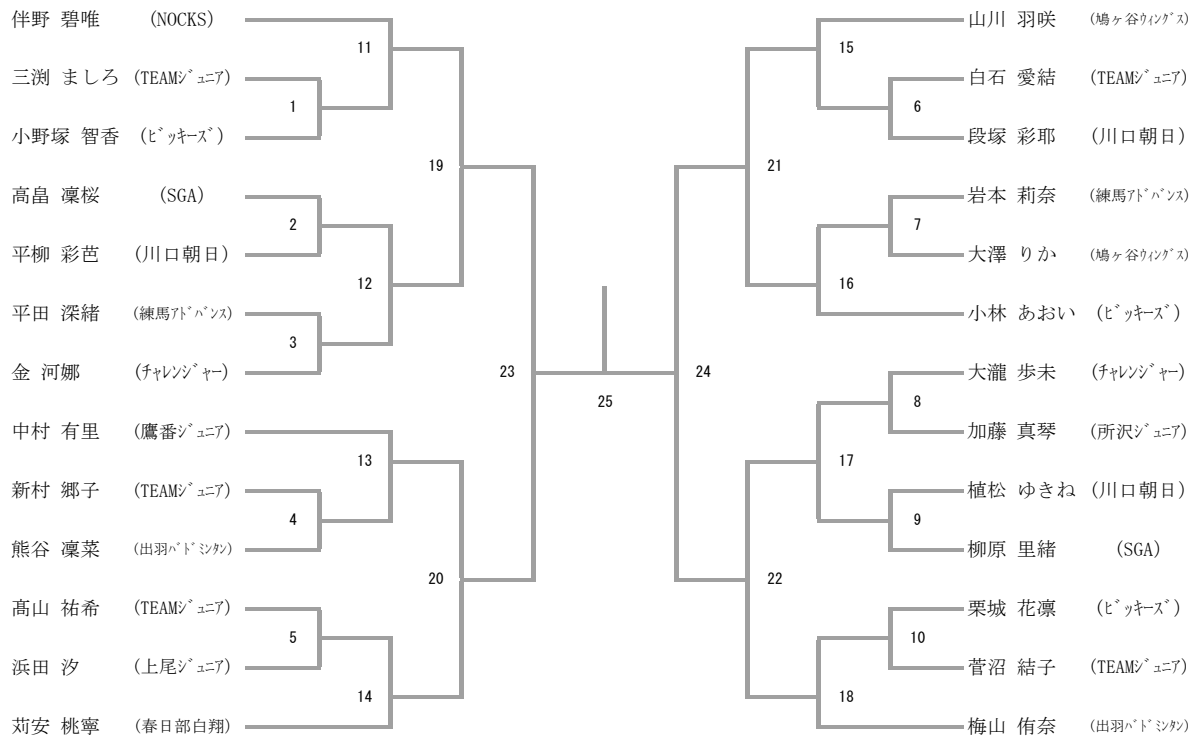 伴野 碧唯 (NOCKS)
三渕 ましろ (TEAMｼﾞｭﾆｱ)
小野塚 智香 (ﾋﾞｯｷｰｽﾞ)
高畠 凜桜 (SGA)
平柳 彩芭 (川口朝日)
平田 深緒 (練馬ｱﾄﾞﾊﾞﾝｽ)
金 河娜 (ﾁｬﾚﾝｼﾞｬｰ)
中村 有里 (鷹番ｼﾞｭﾆｱ)
新村 郷子 (TEAMｼﾞｭﾆｱ)
熊谷 凜菜 (出羽ﾊﾞﾄﾞﾐﾝﾀﾝ)
髙山 祐希 (TEAMｼﾞｭﾆｱ)
浜田 汐 (上尾ｼﾞｭﾆｱ)
苅安 桃寧 (春日部白翔)
11
1
2
12
3
13
4
5
14
19
20
23
25
24
21
22
15
6
7
16
8
17
9
10
18
山川 羽咲 (鳩ヶ谷ｳｨﾝｸﾞｽ)
白石 愛結 (TEAMｼﾞｭﾆｱ)
段塚 彩耶 (川口朝日)
岩本 莉奈 (練馬ｱﾄﾞﾊﾞﾝｽ)
大澤 りか (鳩ヶ谷ｳｨﾝｸﾞｽ)
小林 あおい (ﾋﾞｯｷｰｽﾞ)
大瀧 歩未 (ﾁｬﾚﾝｼﾞｬｰ)
加藤 真琴 (所沢ｼﾞｭﾆｱ)
植松 ゆきね (川口朝日)
柳原 里緒 (SGA)
栗城 花凛 (ﾋﾞｯｷｰｽﾞ)
菅沼 結子 (TEAMｼﾞｭﾆｱ)
梅山 侑奈 (出羽ﾊﾞﾄﾞﾐﾝﾀﾝ)